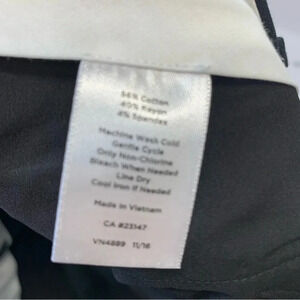 56% Cotton
40% Rayon
4% Spandex
Machine Wash Cold
Gentle Cycle
Only Non-Chlorine
Bleach When Needed
Line Dry
Cool Iron If Needed
Made in Vietnam
CA #23147
VN4889 11/16